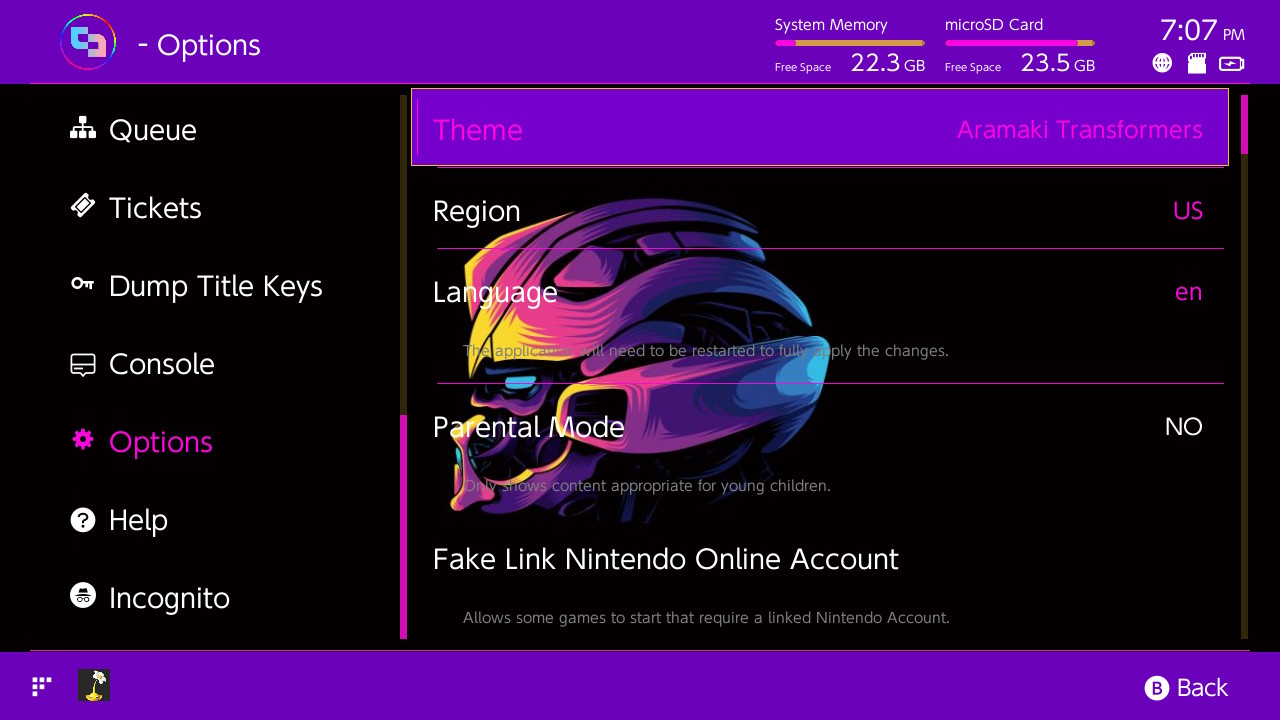 - Options
System Memory
Free Space 22.3 GB
microSD Card
Free Space 23.5 GB
7:07 PM
Queue
Tickets
Dump Title Keys
Console
Options
Help
Incognito
Theme Aramaki Transformers
Region US
Language en
The application will need to be restarted to fully apply the changes.
Parental Mode NO
Only shows content appropriate for young children.
Fake Link Nintendo Online Account
Allows some games to start that require a linked Nintendo Account.
B Back